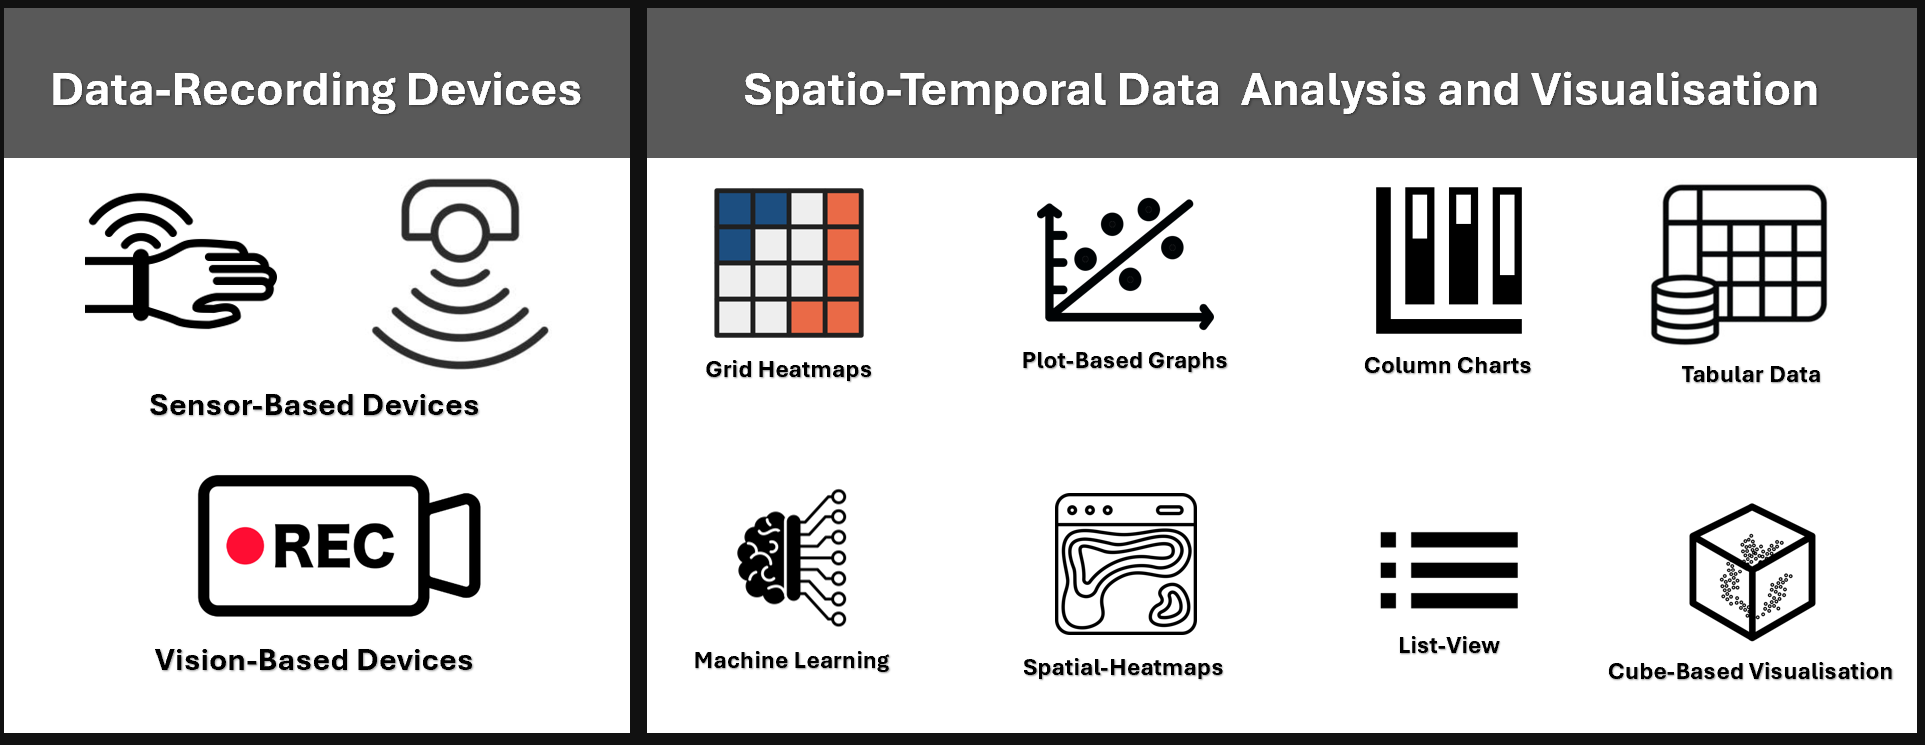 Data-Recording Devices
Sensor-Based Devices
REC
Vision-Based Devices
Spatio-Temporal Data Analysis and Visualisation
Grid Heatmaps
Plot-Based Graphs
Column Charts
Tabular Data
Machine Learning
Spatial-Heatmaps
List-View
Cube-Based Visualisation